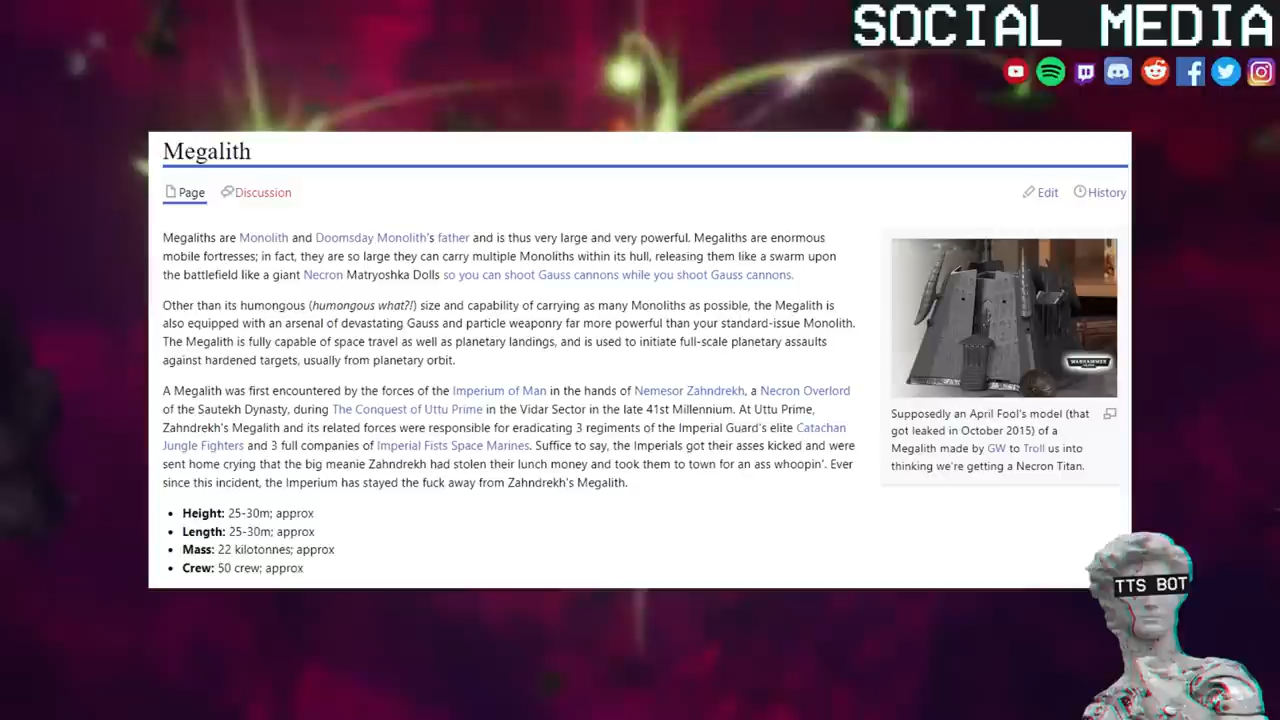 SOCIAL MEDIA
Megalith
Page
Discussion
Edit
History
Megaliths are Monolith and Doomsday Monolith's father and is thus very large and very powerful. Megaliths are enormous
mobile fortresses; in fact, they are so large they can carry multiple Monoliths within its hull, releasing them like a swarm upon
the battlefield like a giant Necron Matryoshka Dolls so you can shoot Gauss cannons while you shoot Gauss cannons.
Other than its humongous (humongous what?!) size and capability of carrying as many Monoliths as possible, the Megalith is
also equipped with an arsenal of devastating Gauss and particle weaponry far more powerful than your standard-issue Monolith.
The Megalith is fully capable of space travel as well as planetary landings, and is used to initiate full-scale planetary assaults
against hardened targets, usually from planetary orbit.
A Megalith was first encountered by the forces of the Imperium of Man in the hands of Nemesor Zahndrekh, a Necron Overlord
of the Sautekh Dynasty, during The Conquest of Uttu Prime in the Vidar Sector in the late 41st Millennium. At Uttu Prime,
Zahndrekh's Megalith and its related forces were responsible for eradicating 3 regiments of the Imperial Guard's elite Catachan
Jungle Fighters and 3 full companies of Imperial Fists Space Marines. Suffice to say, the Imperials got their asses kicked and were
sent home crying that the big meanie Zahndrekh had stolen their lunch money and took them to town for an ass whoopin'. Ever
since this incident, the Imperium has stayed the fuck away from Zahndrekh's Megalith.
Height: 25-30m; approx
Length: 25-30m; approx
Mass: 22 kilotonnes; approx
Crew: 50 crew; approx
WARHAMMER
Supposedly an April Fool's model (that
got leaked in October 2015) of a
Megalith made by GW to Troll us into
thinking we're getting a Necron Titan.
TTS BOT